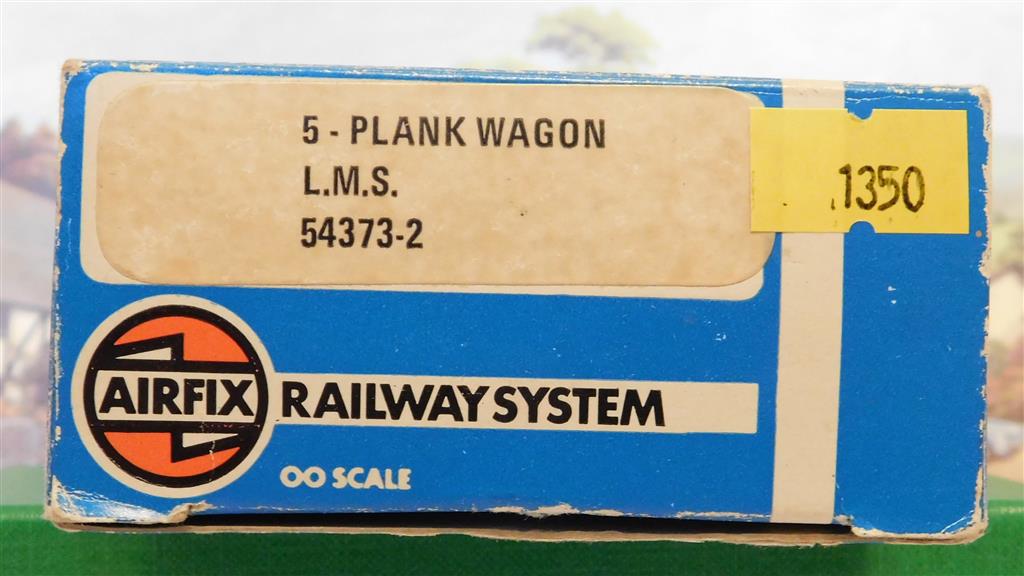 5 - PLANK WAGON
L.M.S.
54373-2
1350
AIRFIX RAILWAY SYSTEM
OO SCALE